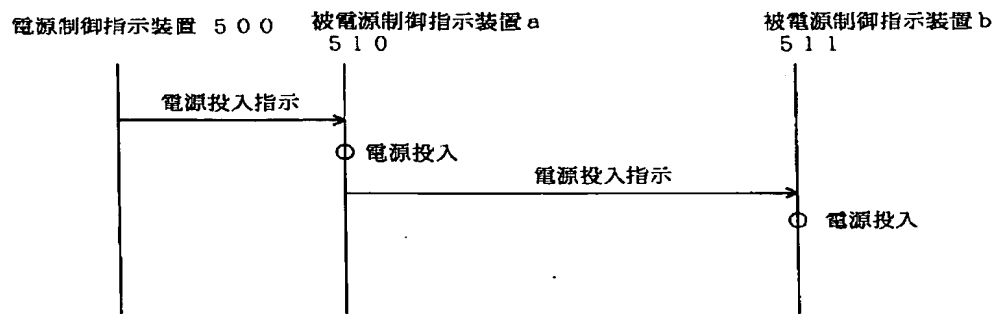 電源制御指示装置 ５００
被電源制御指示装置ａ
５１０
被電源制御指示装置ｂ
５１１
電源投入指示
電源投入
電源投入指示
電源投入